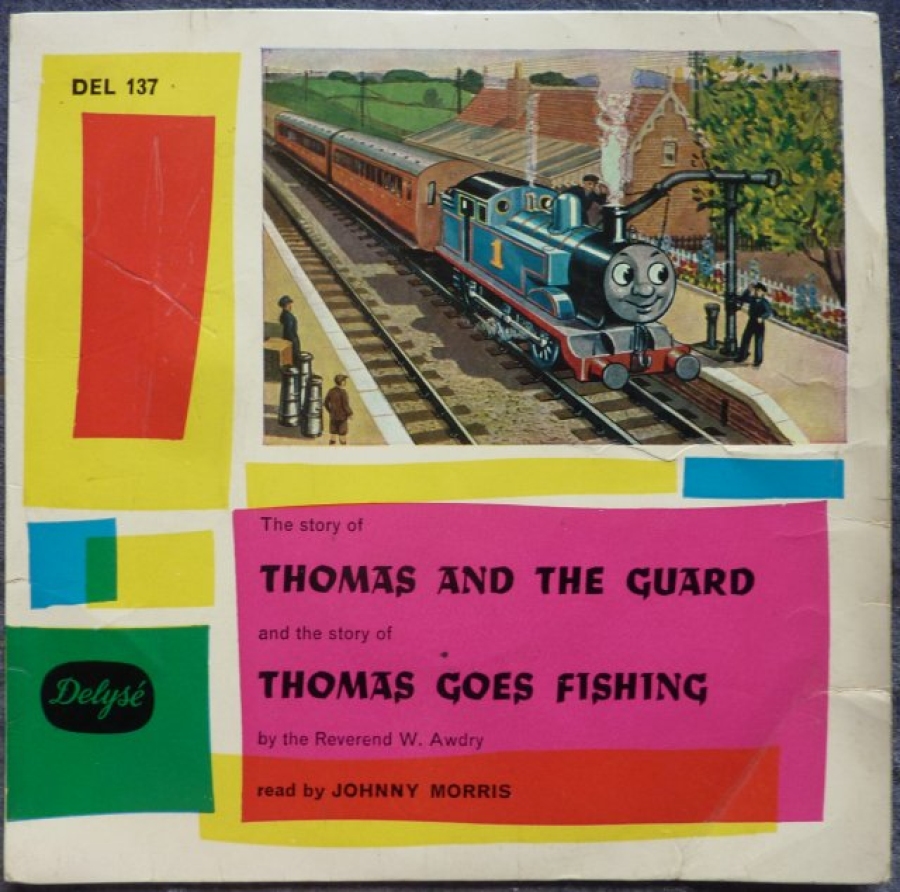 DEL 137
1
The story of
THOMAS AND THE GUARD
and the story of
THOMAS GOES FISHING
Delysé
by the Reverend W. Awdry
read by JOHNNY MORRIS